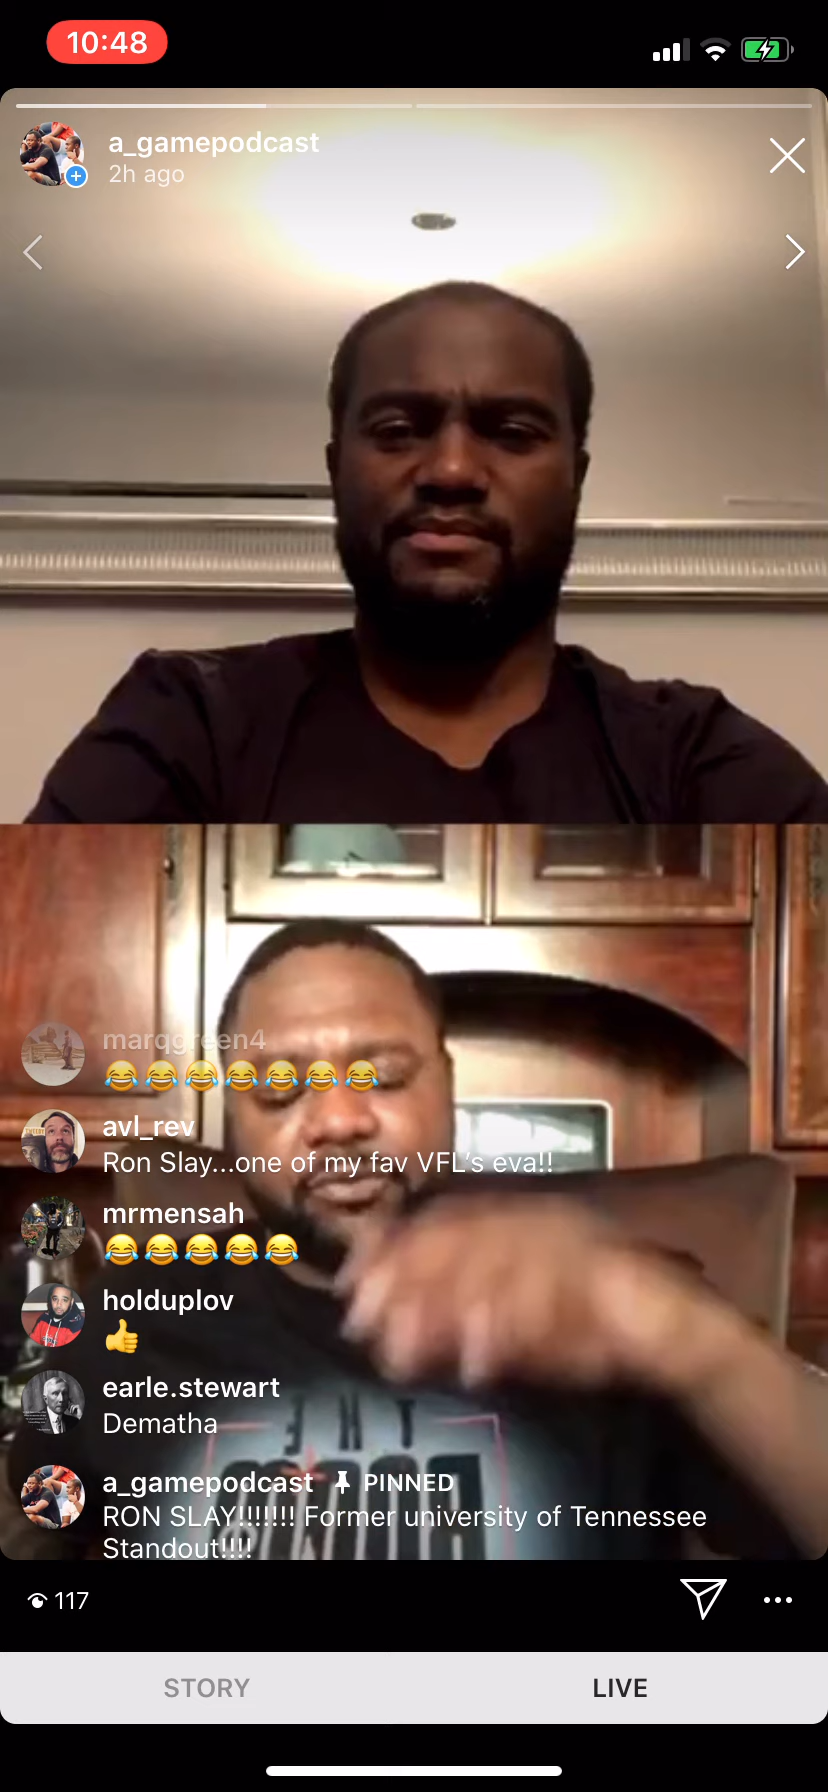 10:48
a_gamepodcast
2h ago
marqgreen4
😂😂😂😂😂😂😂
avl_rev
Ron Slay...one of my fav VFL's eva!!
mrmensah
😂😂😂😂😂
holduplov
👍
earle.stewart
Dematha
THE
a_gamepodcast PINNED
RON SLAY!!!!!!! Former university of Tennessee
Standout!!!!
117
STORY
LIVE